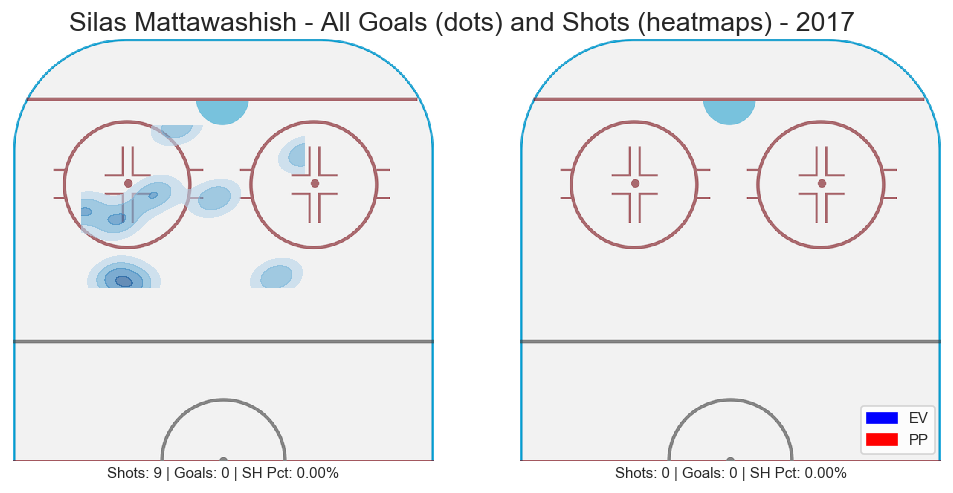 Silas Mattawashish - All Goals (dots) and Shots (heatmaps) - 2017
EV
PP
Shots: 9 | Goals: 0 | SH Pct: 0.00%
Shots: 0 | Goals: 0 | SH Pct: 0.00%